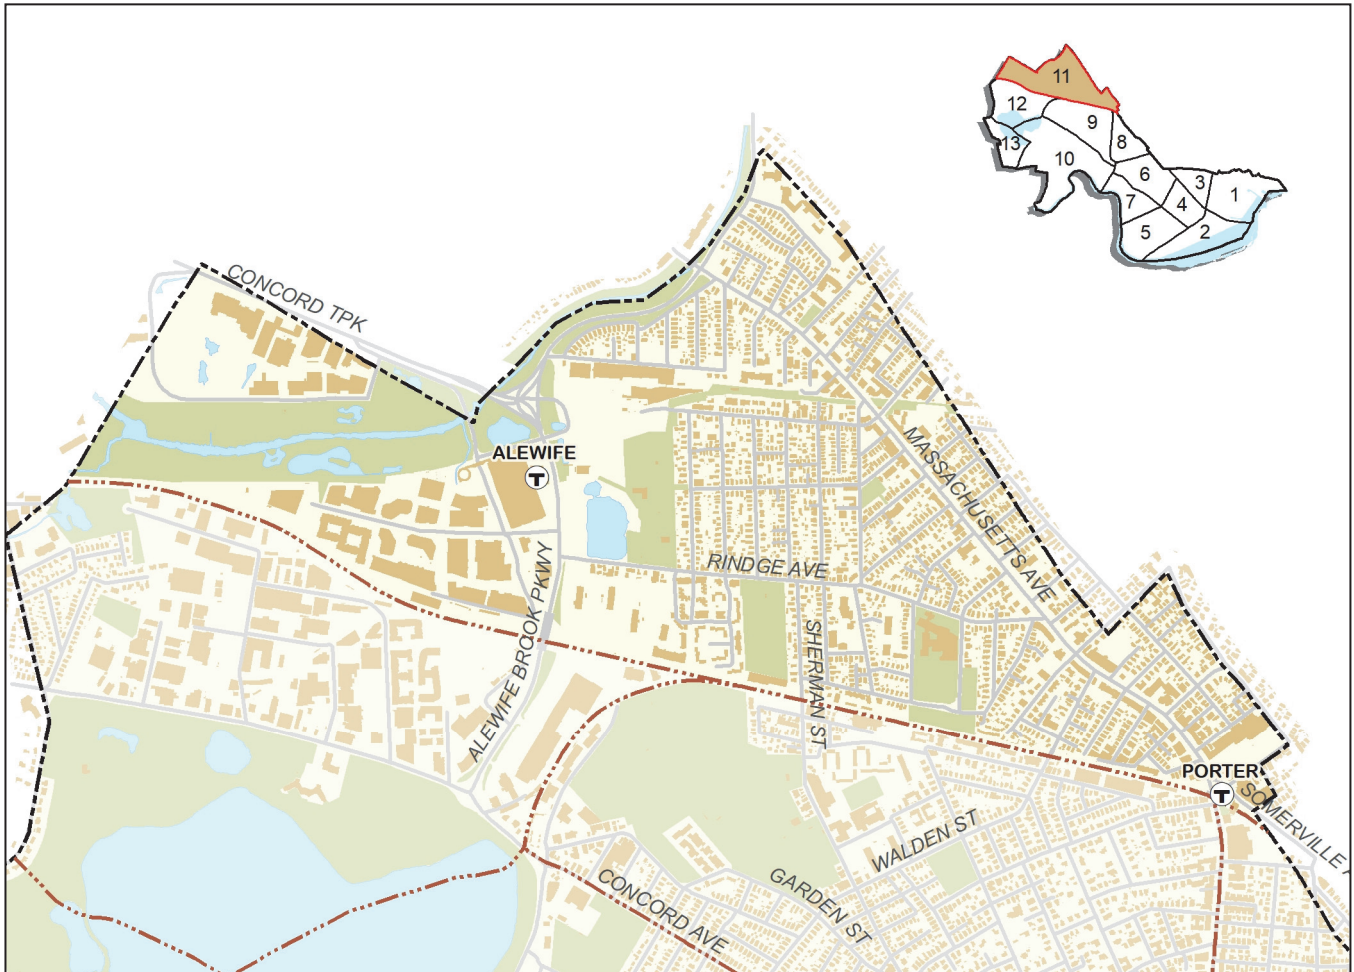 11
12
9
8
13
10
6
3
1
7
4
5
2
CONCORD TPK
ALEWIFE
T
MASSACHUSETTS AVE
RINDGE AVE
ALEWIFE BROOK PKWY
SHERMAN ST
PORTER
T
SOMERVILLE A
WALDEN ST
GARDEN ST
CONCORD AVE